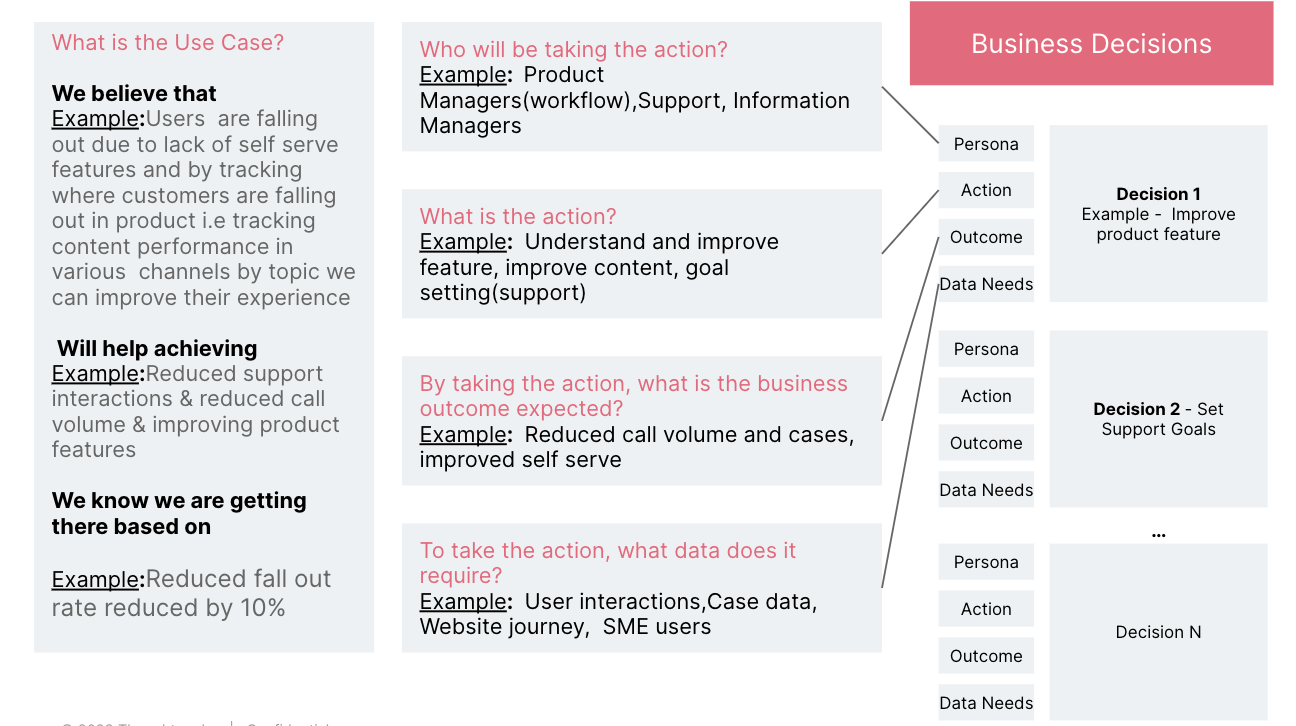 What is the Use Case?
We believe that
Example:Users  are falling
out due to lack of self serve
features and by tracking
where customers are falling
out in product i.e tracking
content performance in
various  channels by topic we
can improve their experience
Will help achieving
Example:Reduced support
interactions & reduced call
volume & improving product
features
We know we are getting
there based on
Example:Reduced fall out
rate reduced by 10%
Who will be taking the action?
Example:  Product
Managers(workflow),Support, Information
Managers
What is the action?
Example:  Understand and improve
feature, improve content, goal
setting(support)
By taking the action, what is the business
outcome expected?
Example:  Reduced call volume and cases,
improved self serve
To take the action, what data does it
require?
Example:  User interactions,Case data,
Website journey,  SME users
Business Decisions
Persona
Action
Outcome
Data Needs
Decision 1
Example -  Improve
product feature
Persona
Action
Outcome
Data Needs
Decision 2 - Set
Support Goals
...
Persona
Action
Outcome
Data Needs
Decision N